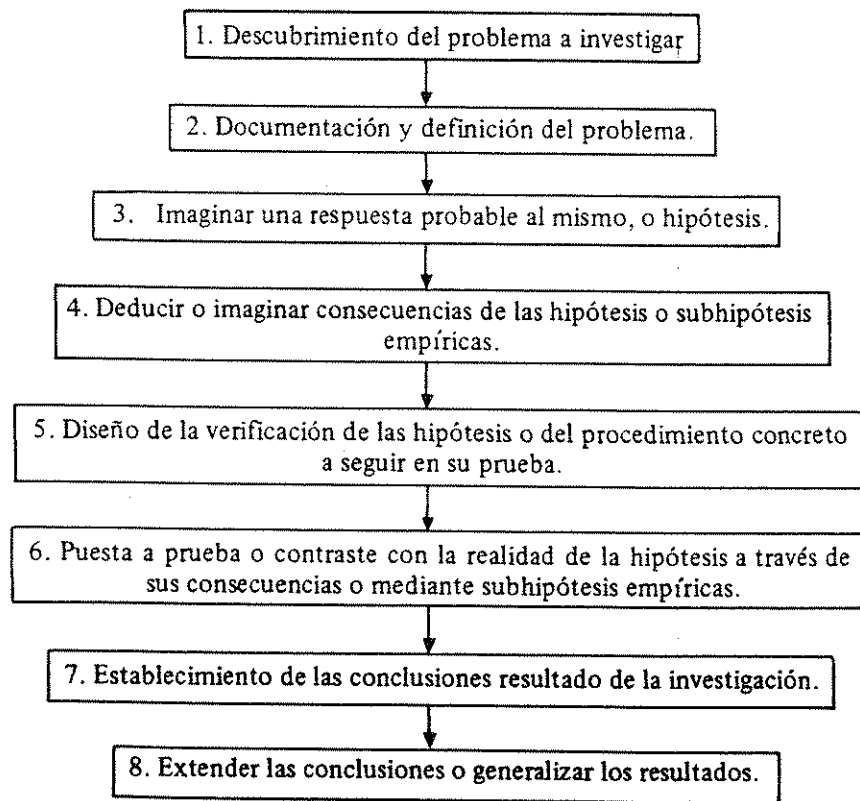 1. Descubrimiento del problema a investigar
2. Documentación y definición del problema.
3. Imaginar una respuesta probable al mismo, o hipótesis.
4. Deducir o imaginar consecuencias de las hipótesis o subhipótesis
empíricas.
5. Diseño de la verificación de las hipótesis o del procedimiento concreto
a seguir en su prueba.
6. Puesta a prueba o contraste con la realidad de la hipótesis a través de
sus consecuencias o mediante subhipótesis empíricas.
7. Establecimiento de las conclusiones resultado de la investigación.
8. Extender las conclusiones o generalizar los resultados.